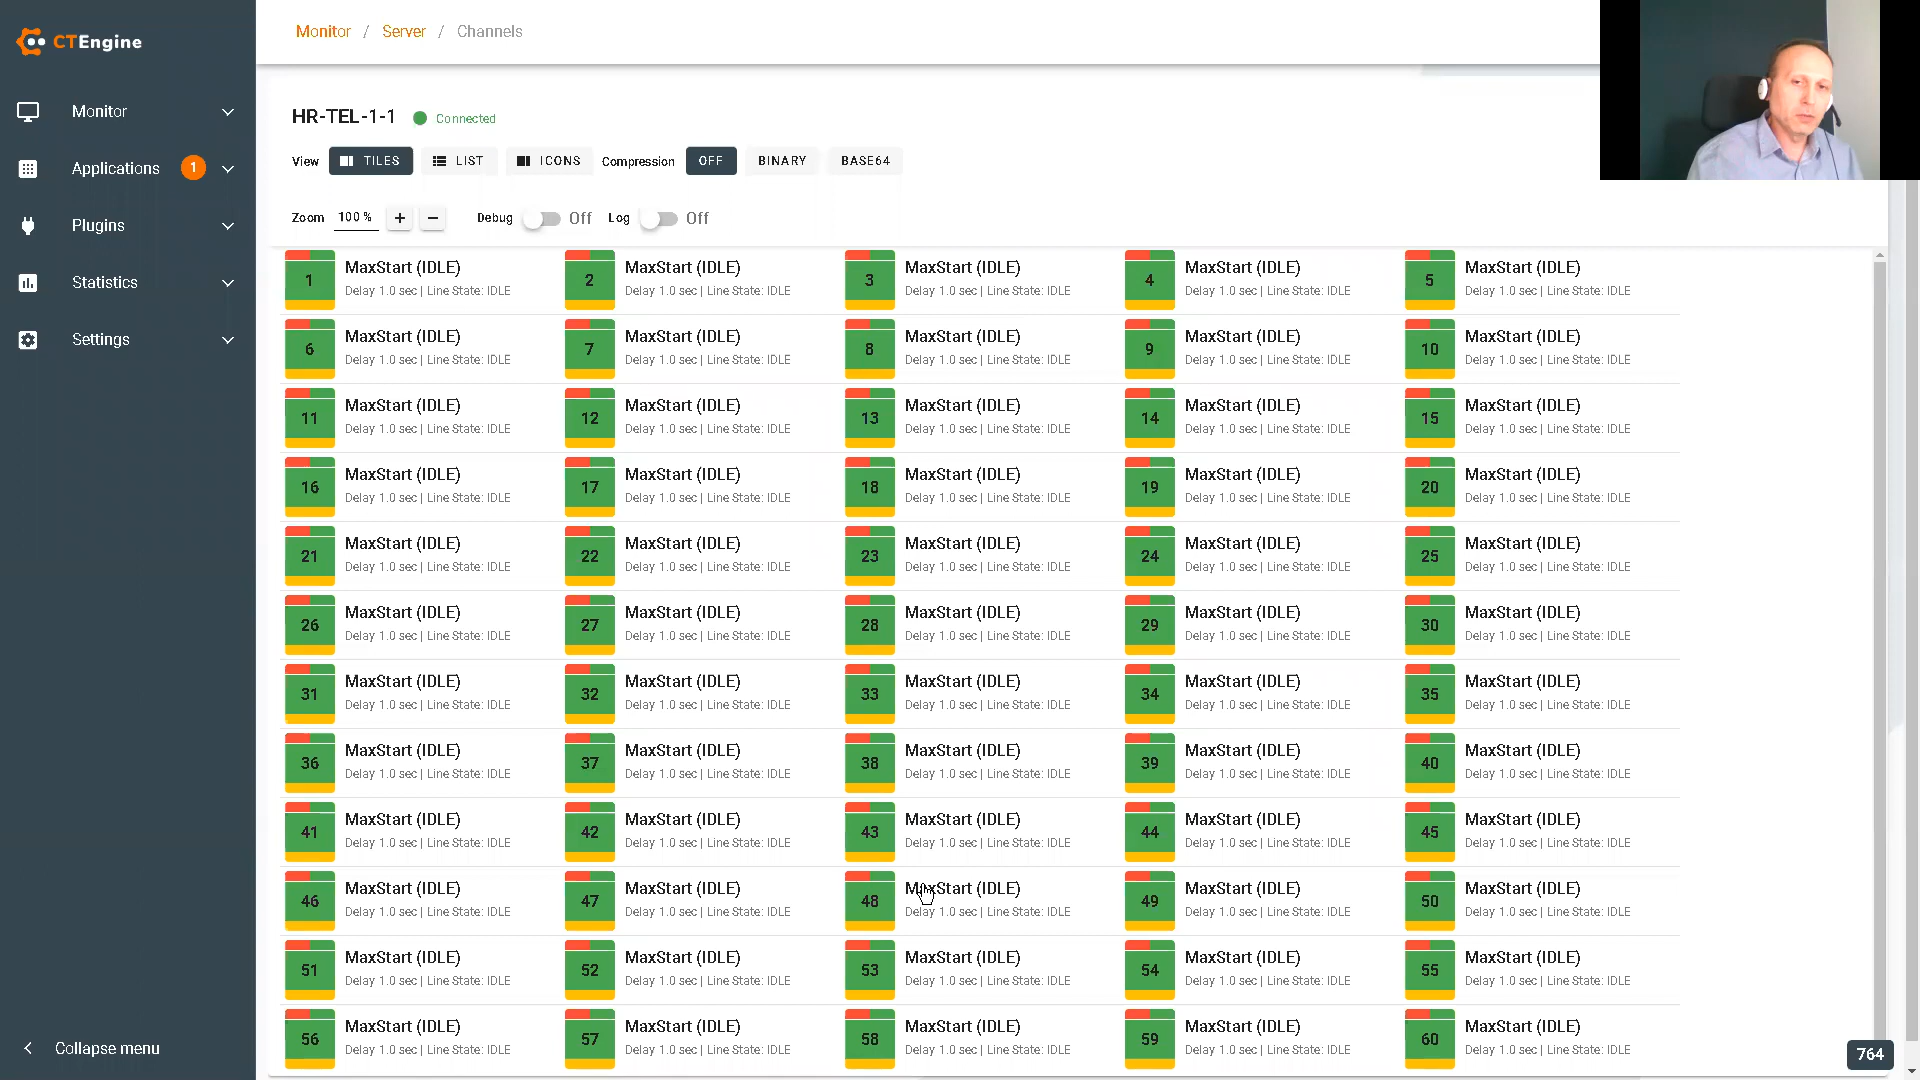 CTEngine
Monitor
Applications 1
Plugins
Statistics
Settings
Collapse menu
Monitor / Server / Channels
HR-TEL-1-1 Connected
View TILES LIST ICONS Compression OFF BINARY BASE64
Zoom 100 % + − Debug Off Log Off
1 MaxStart (IDLE) 2 MaxStart (IDLE) 3 MaxStart (IDLE) 4 MaxStart (IDLE) 5 MaxStart (IDLE)
Delay 1.0 sec | Line State: IDLE Delay 1.0 sec | Line State: IDLE Delay 1.0 sec | Line State: IDLE Delay 1.0 sec | Line State: IDLE Delay 1.0 sec | Line State: IDLE
6 MaxStart (IDLE) 7 MaxStart (IDLE) 8 MaxStart (IDLE) 9 MaxStart (IDLE) 10 MaxStart (IDLE)
Delay 1.0 sec | Line State: IDLE Delay 1.0 sec | Line State: IDLE Delay 1.0 sec | Line State: IDLE Delay 1.0 sec | Line State: IDLE Delay 1.0 sec | Line State: IDLE
11 MaxStart (IDLE) 12 MaxStart (IDLE) 13 MaxStart (IDLE) 14 MaxStart (IDLE) 15 MaxStart (IDLE)
Delay 1.0 sec | Line State: IDLE Delay 1.0 sec | Line State: IDLE Delay 1.0 sec | Line State: IDLE Delay 1.0 sec | Line State: IDLE Delay 1.0 sec | Line State: IDLE
16 MaxStart (IDLE) 17 MaxStart (IDLE) 18 MaxStart (IDLE) 19 MaxStart (IDLE) 20 MaxStart (IDLE)
Delay 1.0 sec | Line State: IDLE Delay 1.0 sec | Line State: IDLE Delay 1.0 sec | Line State: IDLE Delay 1.0 sec | Line State: IDLE Delay 1.0 sec | Line State: IDLE
21 MaxStart (IDLE) 22 MaxStart (IDLE) 23 MaxStart (IDLE) 24 MaxStart (IDLE) 25 MaxStart (IDLE)
Delay 1.0 sec | Line State: IDLE Delay 1.0 sec | Line State: IDLE Delay 1.0 sec | Line State: IDLE Delay 1.0 sec | Line State: IDLE Delay 1.0 sec | Line State: IDLE
26 MaxStart (IDLE) 27 MaxStart (IDLE) 28 MaxStart (IDLE) 29 MaxStart (IDLE) 30 MaxStart (IDLE)
Delay 1.0 sec | Line State: IDLE Delay 1.0 sec | Line State: IDLE Delay 1.0 sec | Line State: IDLE Delay 1.0 sec | Line State: IDLE Delay 1.0 sec | Line State: IDLE
31 MaxStart (IDLE) 32 MaxStart (IDLE) 33 MaxStart (IDLE) 34 MaxStart (IDLE) 35 MaxStart (IDLE)
Delay 1.0 sec | Line State: IDLE Delay 1.0 sec | Line State: IDLE Delay 1.0 sec | Line State: IDLE Delay 1.0 sec | Line State: IDLE Delay 1.0 sec | Line State: IDLE
36 MaxStart (IDLE) 37 MaxStart (IDLE) 38 MaxStart (IDLE) 39 MaxStart (IDLE) 40 MaxStart (IDLE)
Delay 1.0 sec | Line State: IDLE Delay 1.0 sec | Line State: IDLE Delay 1.0 sec | Line State: IDLE Delay 1.0 sec | Line State: IDLE Delay 1.0 sec | Line State: IDLE
41 MaxStart (IDLE) 42 MaxStart (IDLE) 43 MaxStart (IDLE) 44 MaxStart (IDLE) 45 MaxStart (IDLE)
Delay 1.0 sec | Line State: IDLE Delay 1.0 sec | Line State: IDLE Delay 1.0 sec | Line State: IDLE Delay 1.0 sec | Line State: IDLE Delay 1.0 sec | Line State: IDLE
46 MaxStart (IDLE) 47 MaxStart (IDLE) 48 MaxStart (IDLE) 49 MaxStart (IDLE) 50 MaxStart (IDLE)
Delay 1.0 sec | Line State: IDLE Delay 1.0 sec | Line State: IDLE Delay 1.0 sec | Line State: IDLE Delay 1.0 sec | Line State: IDLE Delay 1.0 sec | Line State: IDLE
51 MaxStart (IDLE) 52 MaxStart (IDLE) 53 MaxStart (IDLE) 54 MaxStart (IDLE) 55 MaxStart (IDLE)
Delay 1.0 sec | Line State: IDLE Delay 1.0 sec | Line State: IDLE Delay 1.0 sec | Line State: IDLE Delay 1.0 sec | Line State: IDLE Delay 1.0 sec | Line State: IDLE
56 MaxStart (IDLE) 57 MaxStart (IDLE) 58 MaxStart (IDLE) 59 MaxStart (IDLE) 60 MaxStart (IDLE)
Delay 1.0 sec | Line State: IDLE Delay 1.0 sec | Line State: IDLE Delay 1.0 sec | Line State: IDLE Delay 1.0 sec | Line State: IDLE Delay 1.0 sec | Line State: IDLE
764